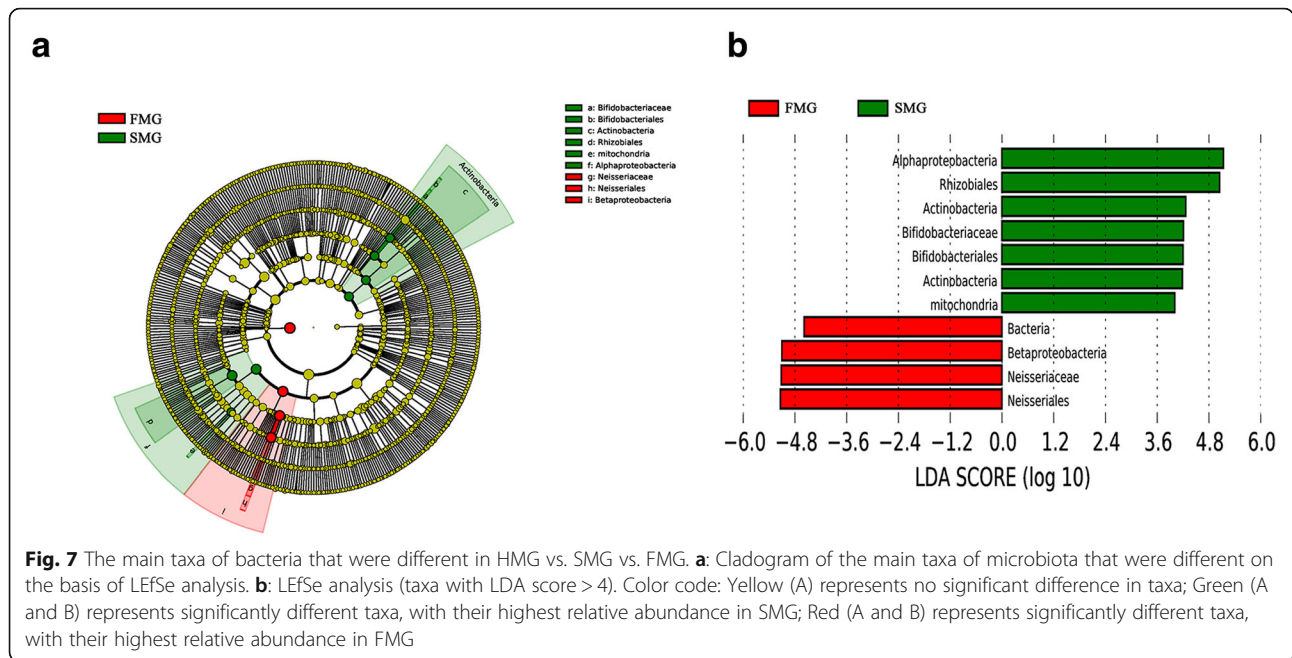 a
FMG
SMG
a: Bifidobacteriaceae
b: Bifidobacteriales
c: Actinobacteria
d: Rhizobiales
e: mitochondria
f: Alphaproteobacteria
g: Neisseriaceae
h: Neisseriales
i: Betaproteobacteria
Actinobacteria
c
d
f
i
b
FMG SMG
Alphaprotepbacteria
Rhizobiales
Actinobacteria
Bifidobacteriaceae
Bifidobacteriales
Actinpbacteria
mitochondria
Bacteria
Betaproteobacteria
Neisseriaceae
Neisseriales
−6.0 −4.8 −3.6 −2.4 −1.2 0.0 1.2 2.4 3.6 4.8 6.0
LDA SCORE (log 10)
Fig. 7 The main taxa of bacteria that were different in HMG vs. SMG vs. FMG. a: Cladogram of the main taxa of microbiota that were different on
the basis of LEfSe analysis. b: LEfSe analysis (taxa with LDA score > 4). Color code: Yellow (A) represents no significant difference in taxa; Green (A
and B) represents significantly different taxa, with their highest relative abundance in SMG; Red (A and B) represents significantly different taxa,
with their highest relative abundance in FMG